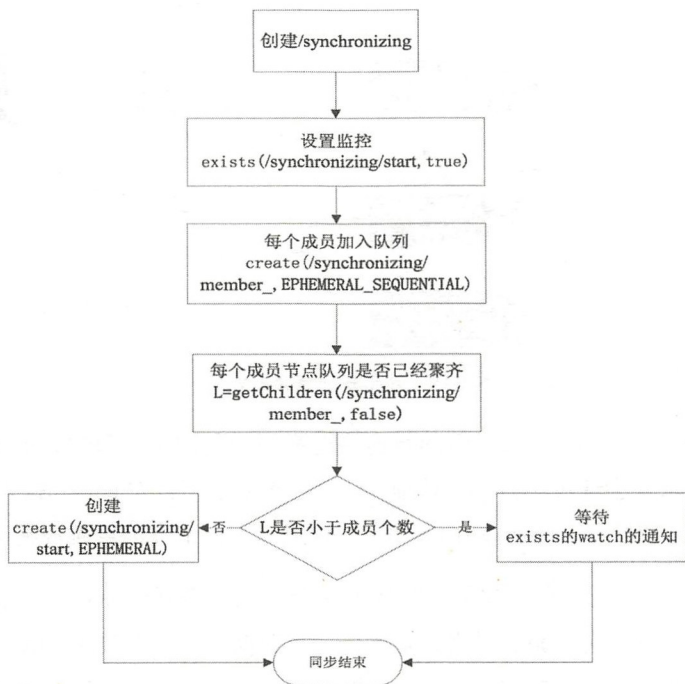 创建/synchronizing
设置监控
exists(/synchronizing/start, true)
每个成员加入队列
create(/synchronizing/
member_, EPHEMERAL_SEQUENTIAL)
每个成员节点队列是否已经聚齐
L=getChildren(/synchronizing/
member_, false)
创建
create(/synchronizing/
start, EPHEMERAL)
否
L是否小于成员个数
是
等待
exists的watch的通知
同步结束